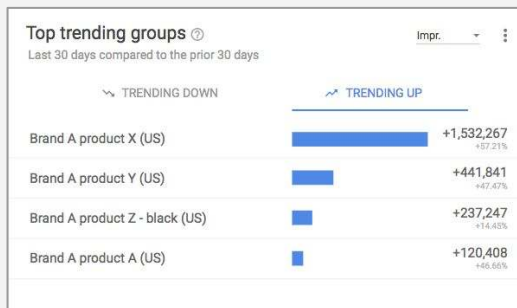 Top trending groups
Impr.
Last 30 days compared to the prior 30 days
TRENDING DOWN
TRENDING UP
Brand A product X (US)
+1,532,267
+57.21%
Brand A product Y (US)
+441,841
+47.47%
Brand A product Z - black (US)
+237,247
+14.45%
Brand A product A (US)
+120,408
+46.66%